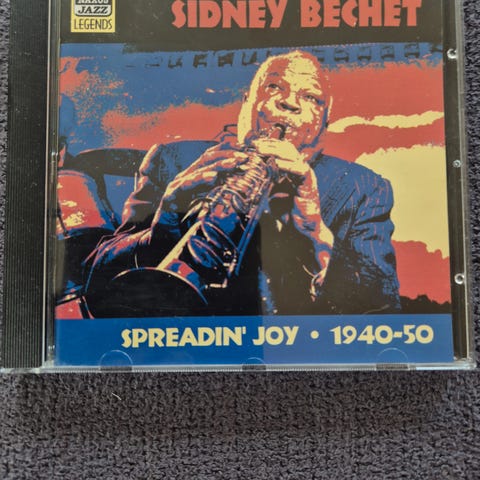 NAXOS
JAZZ
LEGENDS
SIDNEY BECHET
SPREADIN' JOY • 1940-50